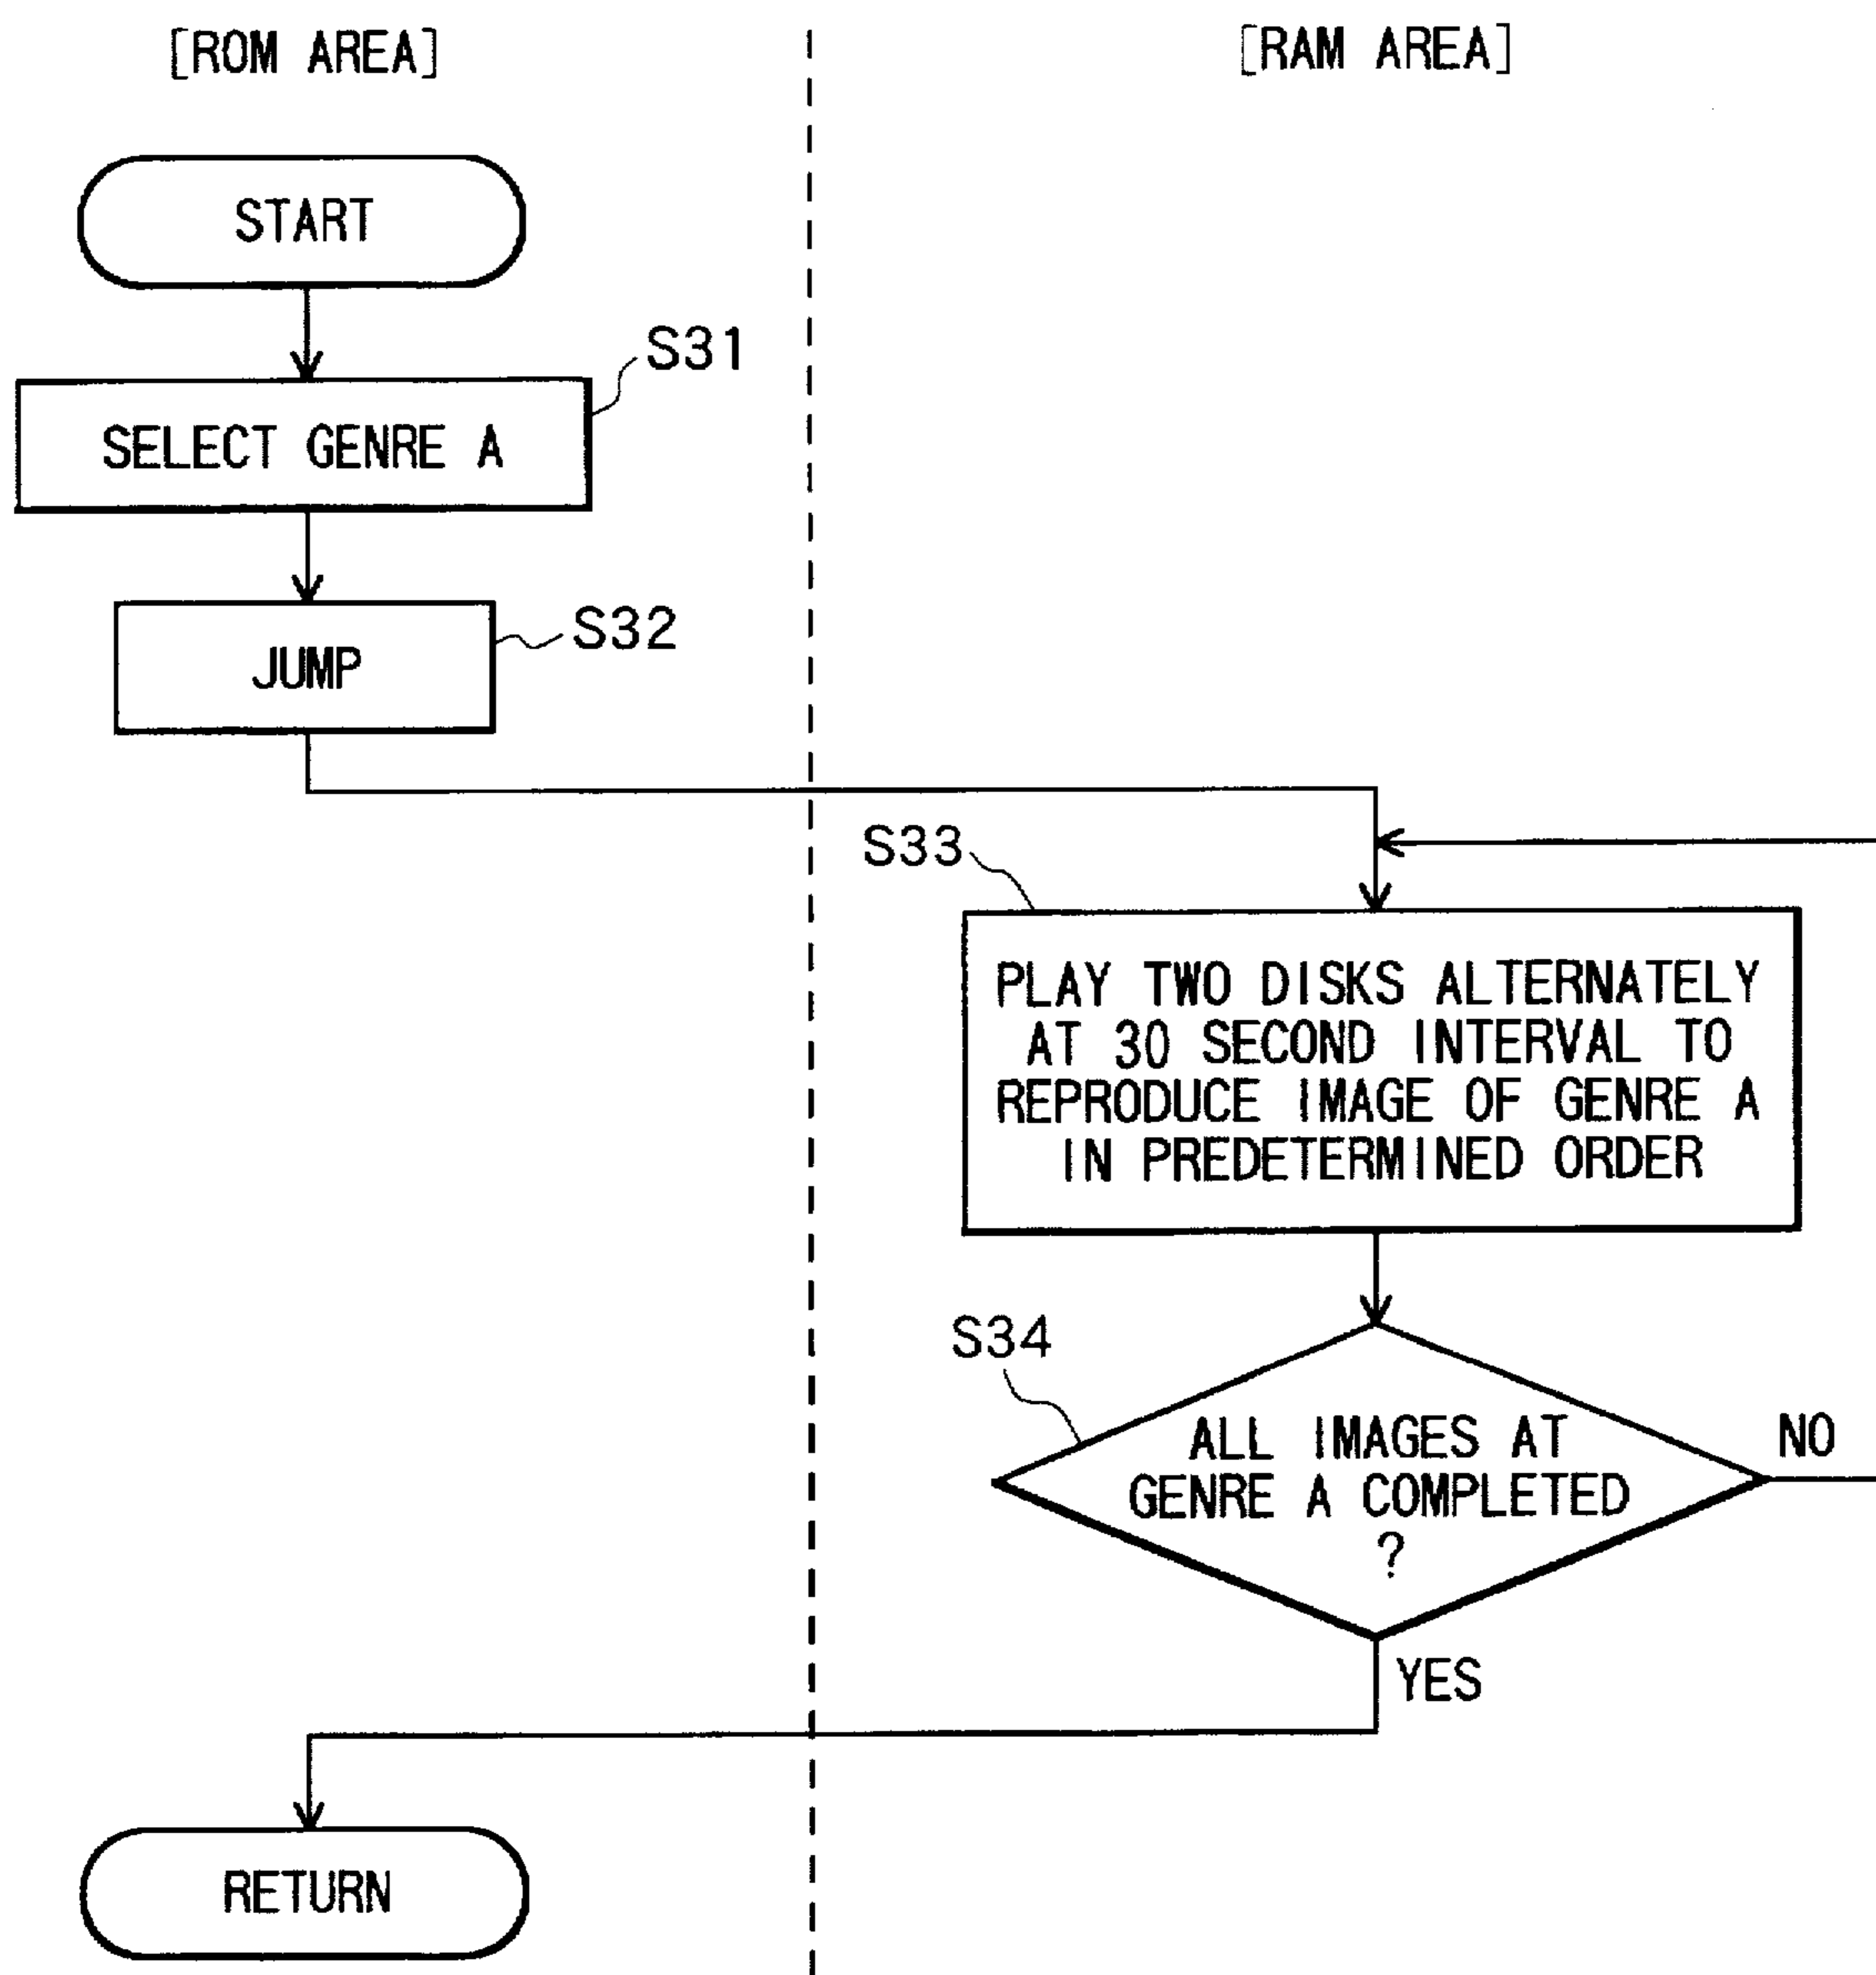 [ROM AREA]
[RAM AREA]
START
S31
SELECT GENRE A
S32
JUMP
S33
PLAY TWO DISKS ALTERNATELY
AT 30 SECOND INTERVAL TO
REPRODUCE IMAGE OF GENRE A
IN PREDETERMINED ORDER
S34
ALL IMAGES AT
GENRE A COMPLETED
?
NO
YES
RETURN